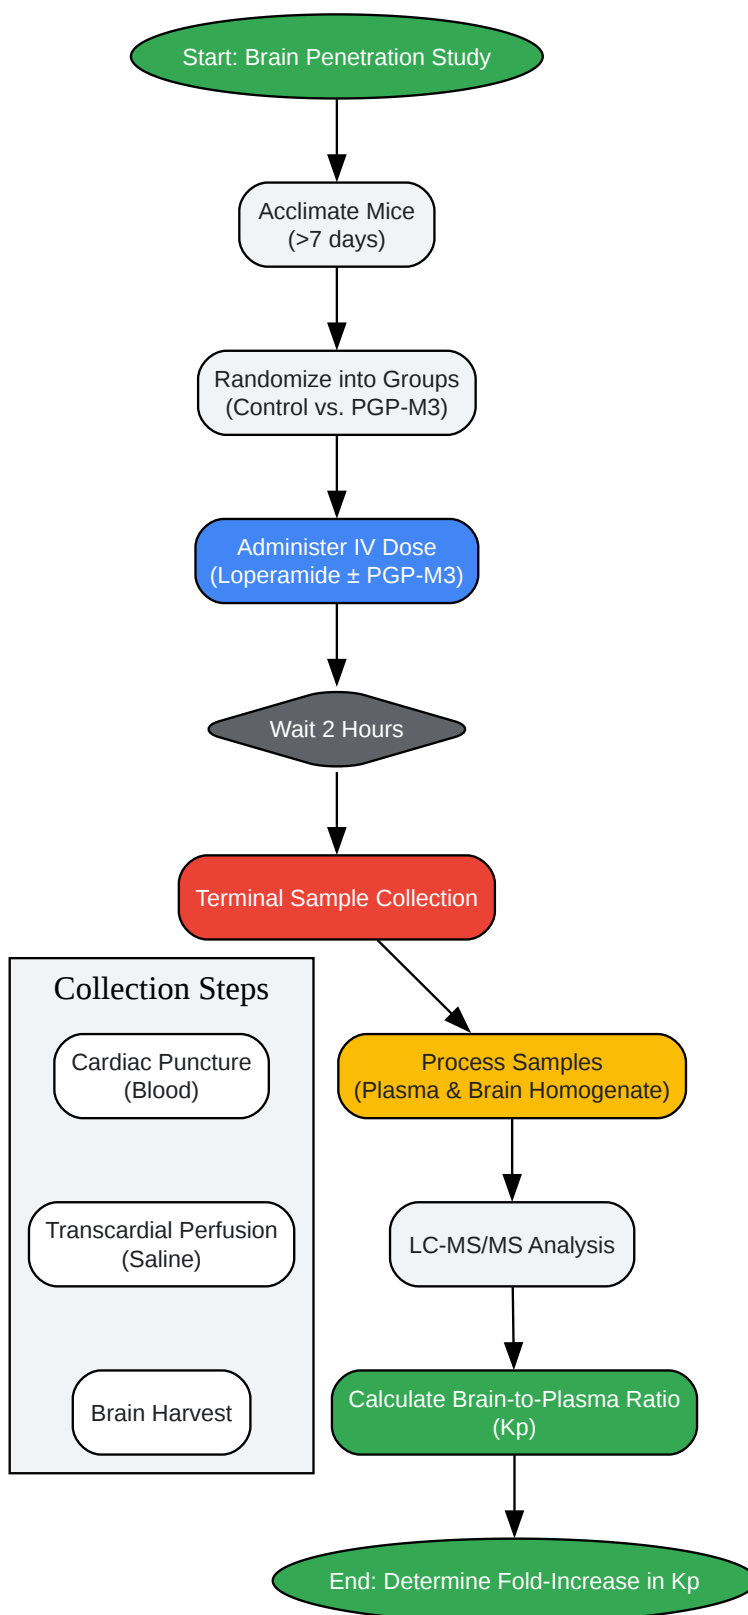 Start: Brain Penetration Study
Acclimate Mice
(>7 days)
Randomize into Groups
(Control vs. PGP-M3)
Administer IV Dose
(Loperamide ± PGP-M3)
Wait 2 Hours
Terminal Sample Collection
Collection Steps
Cardiac Puncture
(Blood)
Transcardial Perfusion
(Saline)
Brain Harvest
Process Samples
(Plasma & Brain Homogenate)
LC-MS/MS Analysis
Calculate Brain-to-Plasma Ratio
(Kp)
End: Determine Fold-Increase in Kp